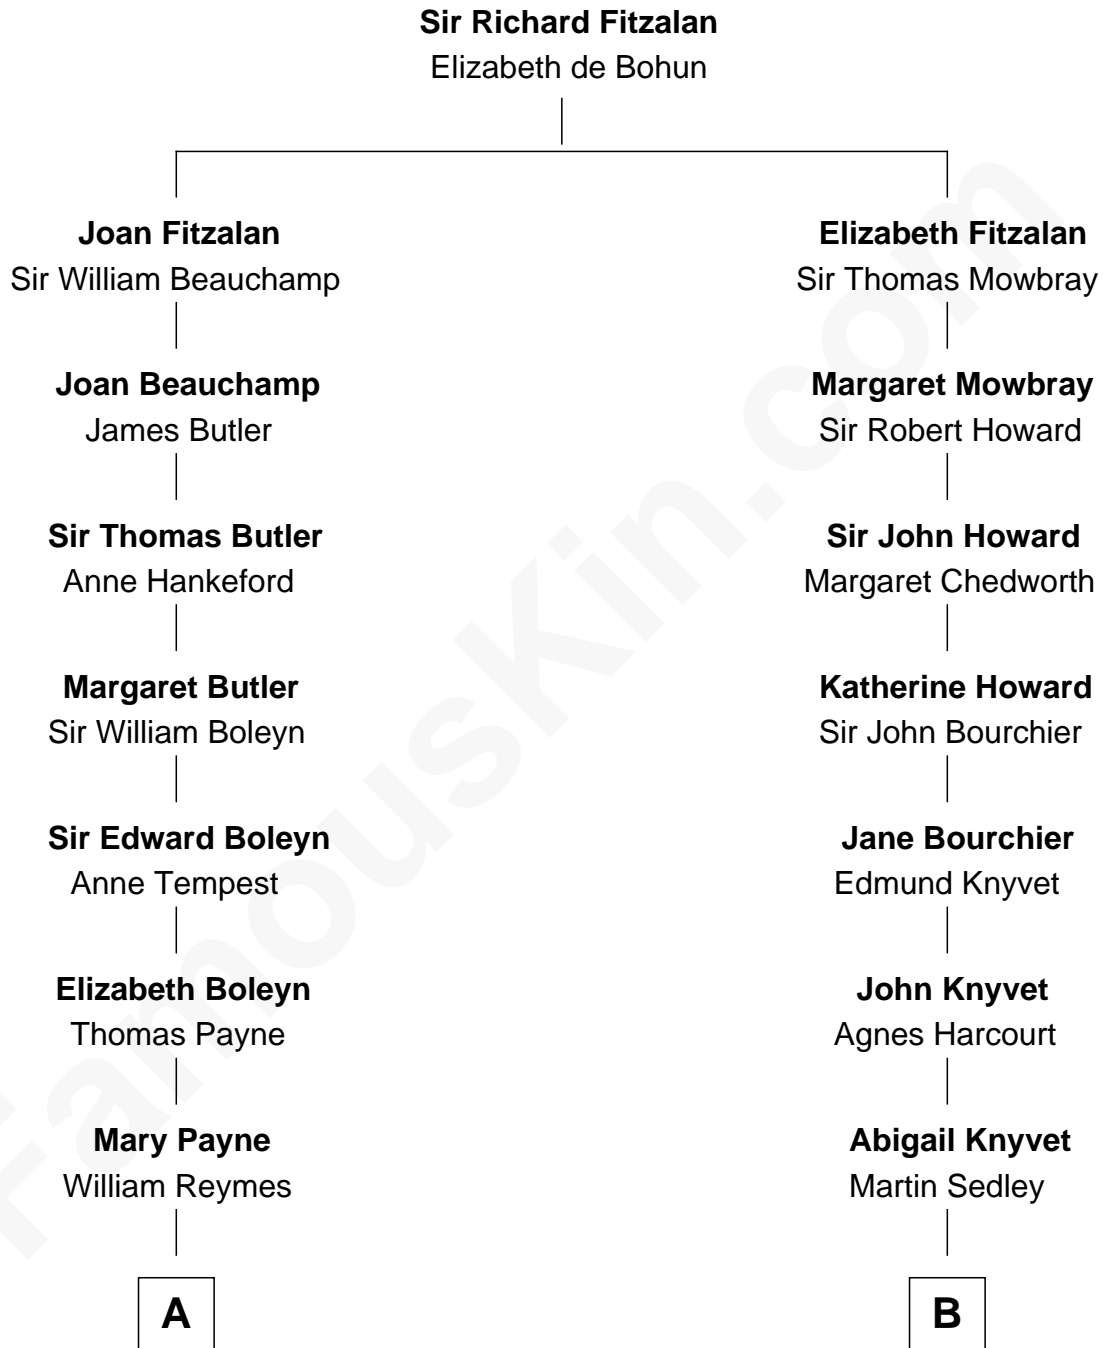 Sir Richard Fitzalan
Elizabeth de Bohun
Joan Fitzalan
Sir William Beauchamp
Elizabeth Fitzalan
Sir Thomas Mowbray
Joan Beauchamp
James Butler
Margaret Mowbray
Sir Robert Howard
Sir Thomas Butler
Anne Hankeford
Sir John Howard
Margaret Chedworth
Margaret Butler
Sir William Boleyn
Katherine Howard
Sir John Bourchier
Sir Edward Boleyn
Anne Tempest
Jane Bourchier
Edmund Knyvet
Elizabeth Boleyn
Thomas Payne
John Knyvet
Agnes Harcourt
Mary Payne
William Reymes
Abigail Knyvet
Martin Sedley
A
B
FamousKin.com